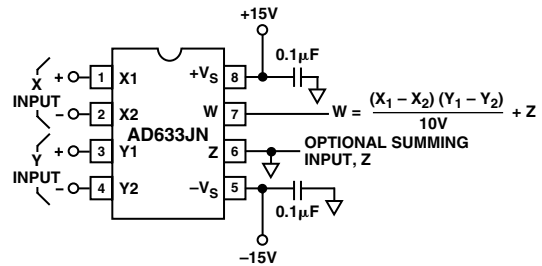 +15V
0.1μF
X
INPUT
+
−
Y
INPUT
+
−
1 X1
2 X2
3 Y1
4 Y2
AD633JN
+VS 8
W 7
Z 6
−VS 5
W = (X1 − X2) (Y1 − Y2) / 10V + Z
OPTIONAL SUMMING
INPUT, Z
0.1μF
−15V